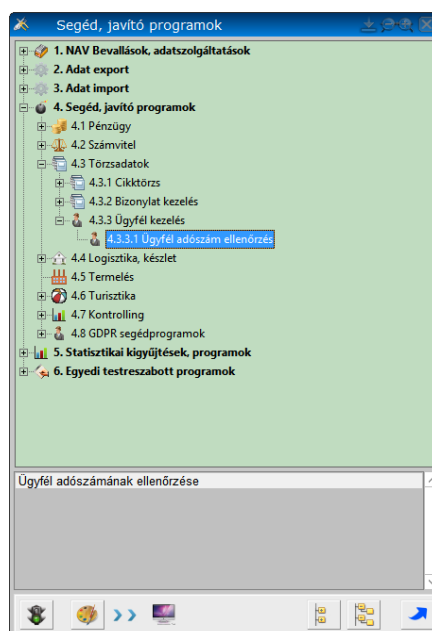 Segéd, javító programok
1. NAV Bevallások, adatszolgáltatások
2. Adat export
3. Adat import
4. Segéd, javító programok
4.1 Pénzügy
4.2 Számvitel
4.3 Törzsadatok
4.3.1 Cikktörzs
4.3.2 Bizonylat kezelés
4.3.3 Ügyfél kezelés
4.3.3.1 Ügyfél adószám ellenőrzés
4.4 Logisztika, készlet
4.5 Termelés
4.6 Turisztika
4.7 Kontrolling
4.8 GDPR segédprogramok
5. Statisztikai kigyűjtések, programok
6. Egyedi testreszabott programok
Ügyfél adószámának ellenőrzése